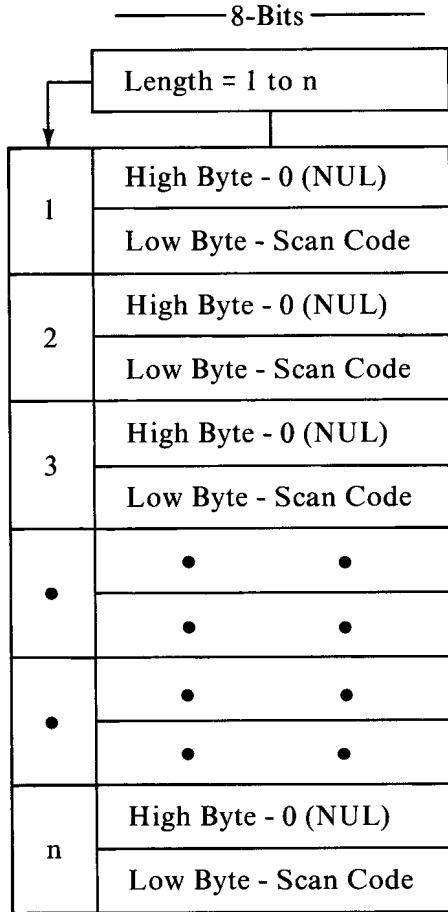 8-Bits
Length = 1 to n
1
High Byte - 0 (NUL)
Low Byte - Scan Code
2
High Byte - 0 (NUL)
Low Byte - Scan Code
3
High Byte - 0 (NUL)
Low Byte - Scan Code
n
High Byte - 0 (NUL)
Low Byte - Scan Code